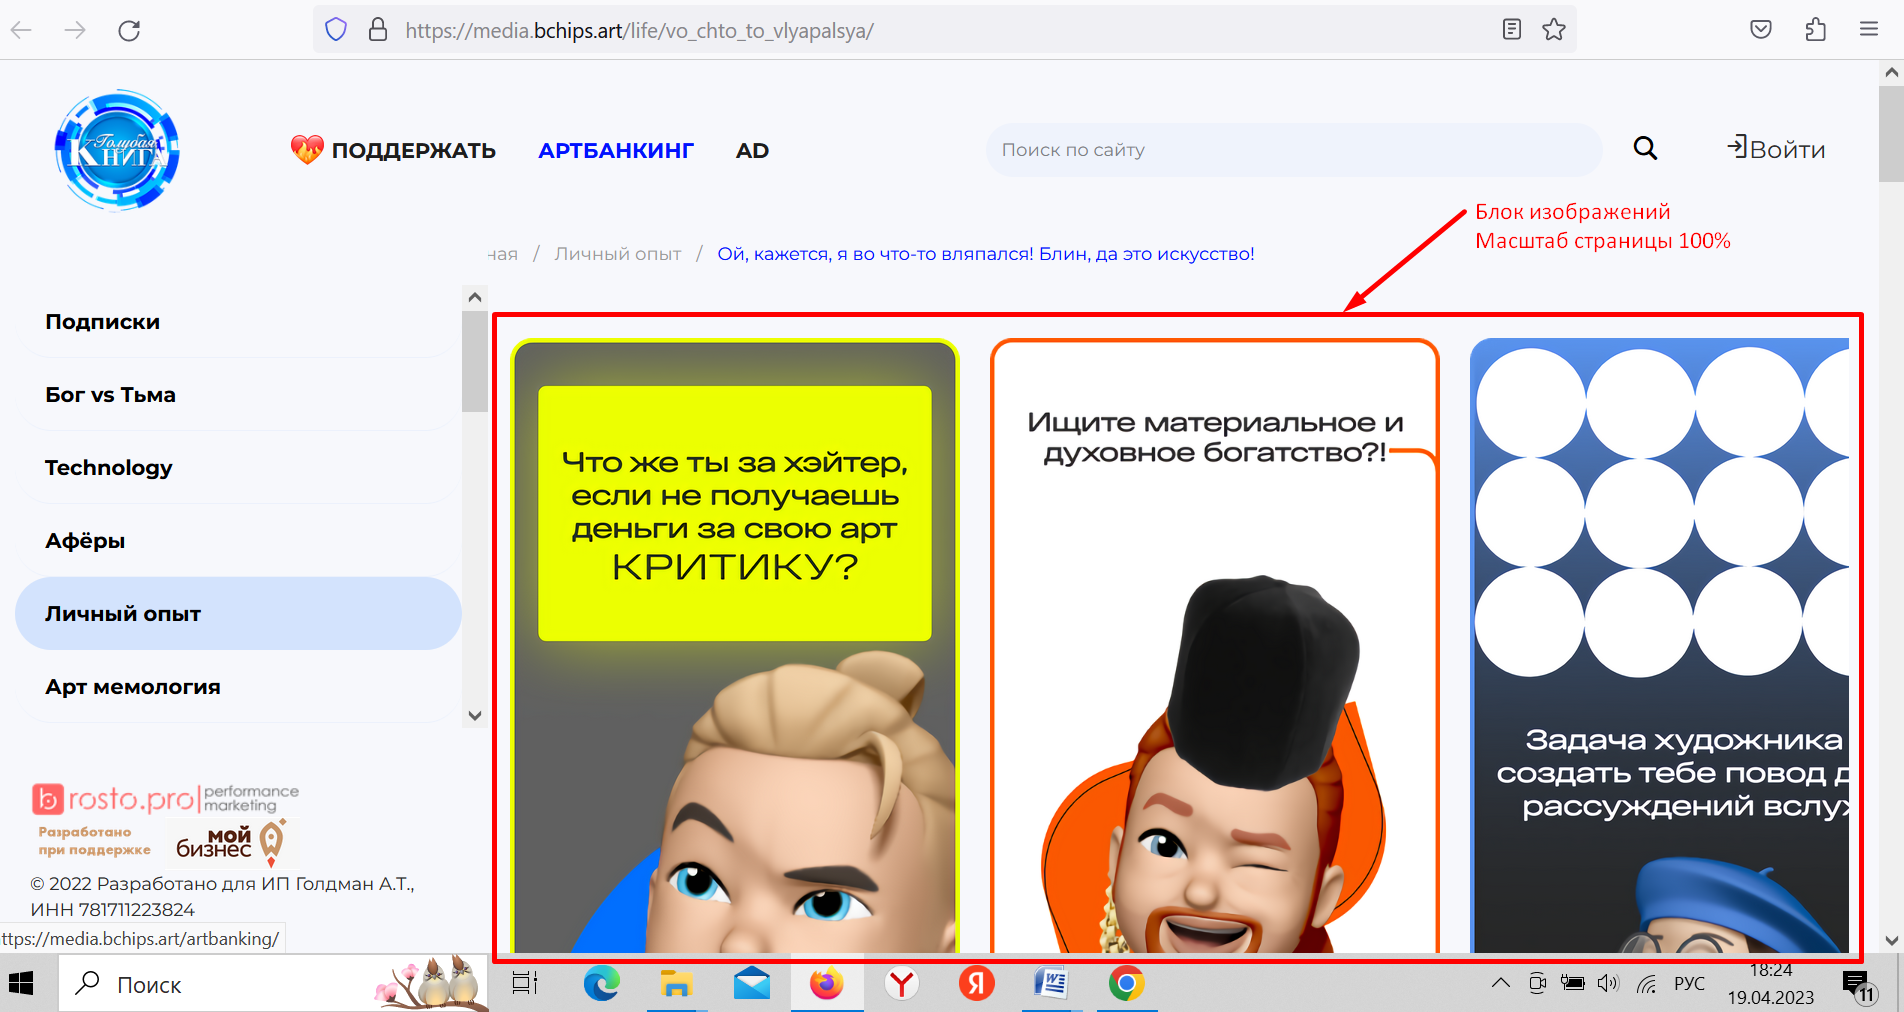 https://media.bchips.art/life/vo_chto_to_vlyapalsya/
Голубая
КНИГА
ПОДДЕРЖАТЬ
АРТБАНКИНГ
AD
Поиск по сайту
Войти
Блок изображений
Масштаб страницы 100%
ная / Личный опыт / Ой, кажется, я во что-то вляпался! Блин, да это искусство!
Подписки
Бог vs Тьма
Technology
Афёры
Личный опыт
Арт мемология
Что же ты за хэйтер,
если не получаешь
деньги за свою арт
КРИТИКУ?
Ищите материальное и
духовное богатство?!
Задача художника
создать тебе повод д
рассуждений вслух
b rosto.pro| performance
marketing
Разработано
при поддержке
мой
бизнес
© 2022 Разработано для ИП Голдман А.Т.,
ИНН 781711223824
ttps://media.bchips.art/artbanking/
Поиск
РУС
18:24
19.04.2023
11